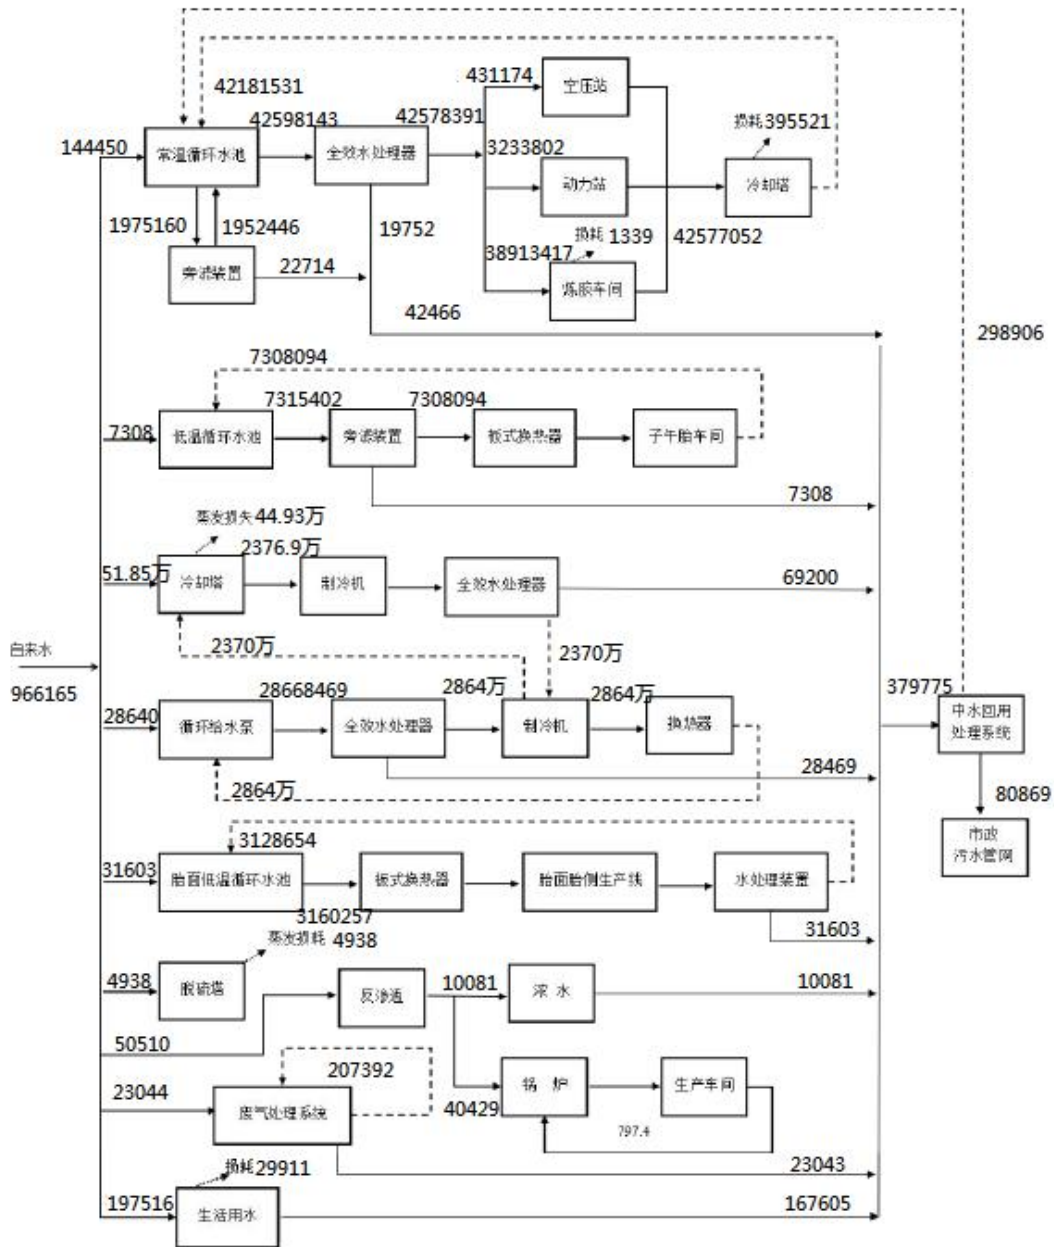 42181531
431174
空压站
144450
常温循环水池
42598143
全效水处理器
42578391
3233802
动力站
损耗395521
冷却塔
1975160
1952446
19752
38913417
损耗 1339
42577052
旁滤装置
22714
炼胶车间
42466
298906
7308094
7308
低温循环水池
7315402
旁滤装置
7308094
板式换热器
子午胎车间
7308
蒸发损失44.93万
51.85万
冷却塔
2376.9万
制冷机
全效水处理器
69200
自来水
966165
2370万
2370万
28640
循环给水泵
28668469
全效水处理器
2864万
制冷机
2864万
换热器
379775
中水回用
处理系统
28469
2864万
80869
市政
污水管网
3128654
31603
胎面低温循环水池
3160257
板式换热器
胎面胎侧生产线
水处理装置
31603
蒸发损耗 4938
4938
脱硫塔
反渗透
10081
浓 水
10081
50510
207392
23044
废气处理系统
40429
锅 炉
生产车间
797.4
23043
损耗29911
197516
生活用水
167605